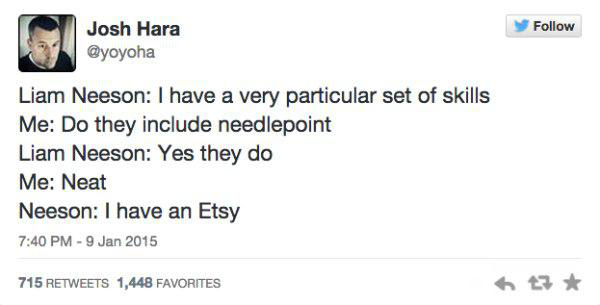 Josh Hara
@yoyoha
Follow
Liam Neeson: I have a very particular set of skills
Me: Do they include needlepoint
Liam Neeson: Yes they do
Me: Neat
Neeson: I have an Etsy
7:40 PM - 9 Jan 2015
715 RETWEETS 1,448 FAVORITES